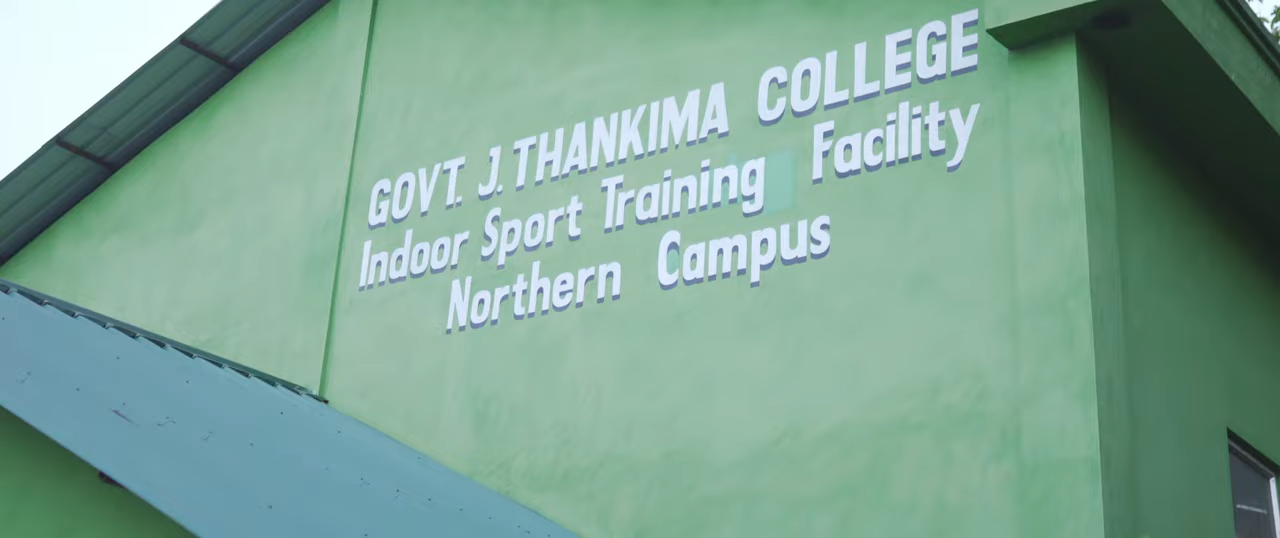 GOVT. J. THANKIMA COLLEGE
Indoor Sport Training Facility
Northern Campus